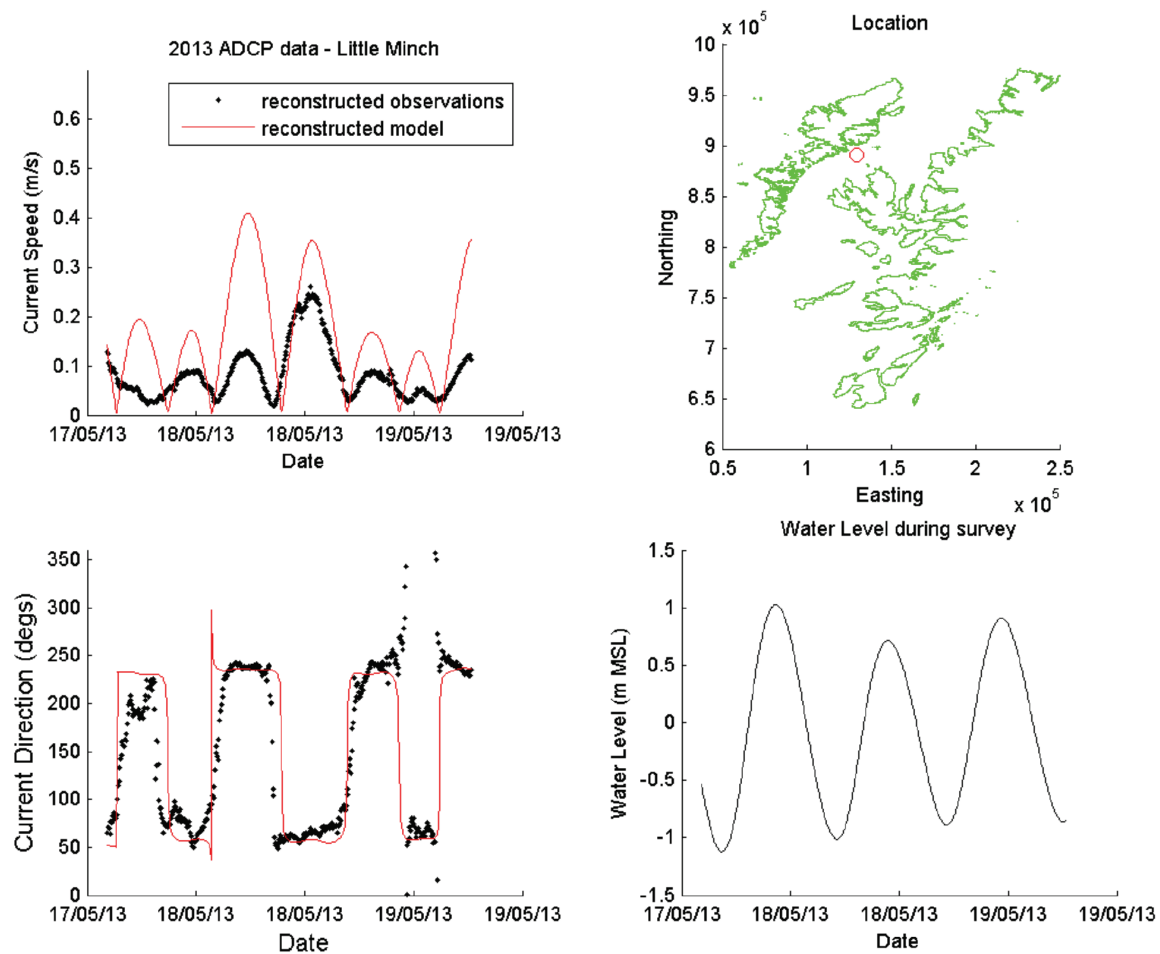 2013 ADCP data - Little Minch
reconstructed observations
reconstructed model
Current Speed (m/s)
0.6
0.5
0.4
0.3
0.2
0.1
0
17/05/13 18/05/13 18/05/13 19/05/13 19/05/13
Date
x 10^5
Location
10
9.5
9
8.5
8
7.5
7
6.5
6
Northing
0.5 1 1.5 2 2.5
Easting
x 10^5
350
300
250
200
150
100
50
0
Current Direction (degs)
17/05/13 18/05/13 18/05/13 19/05/13 19/05/13
Date
Water Level during survey
1.5
1
0.5
0
-0.5
-1
-1.5
Water Level (m MSL)
17/05/13 18/05/13 18/05/13 19/05/13 19/05/13
Date